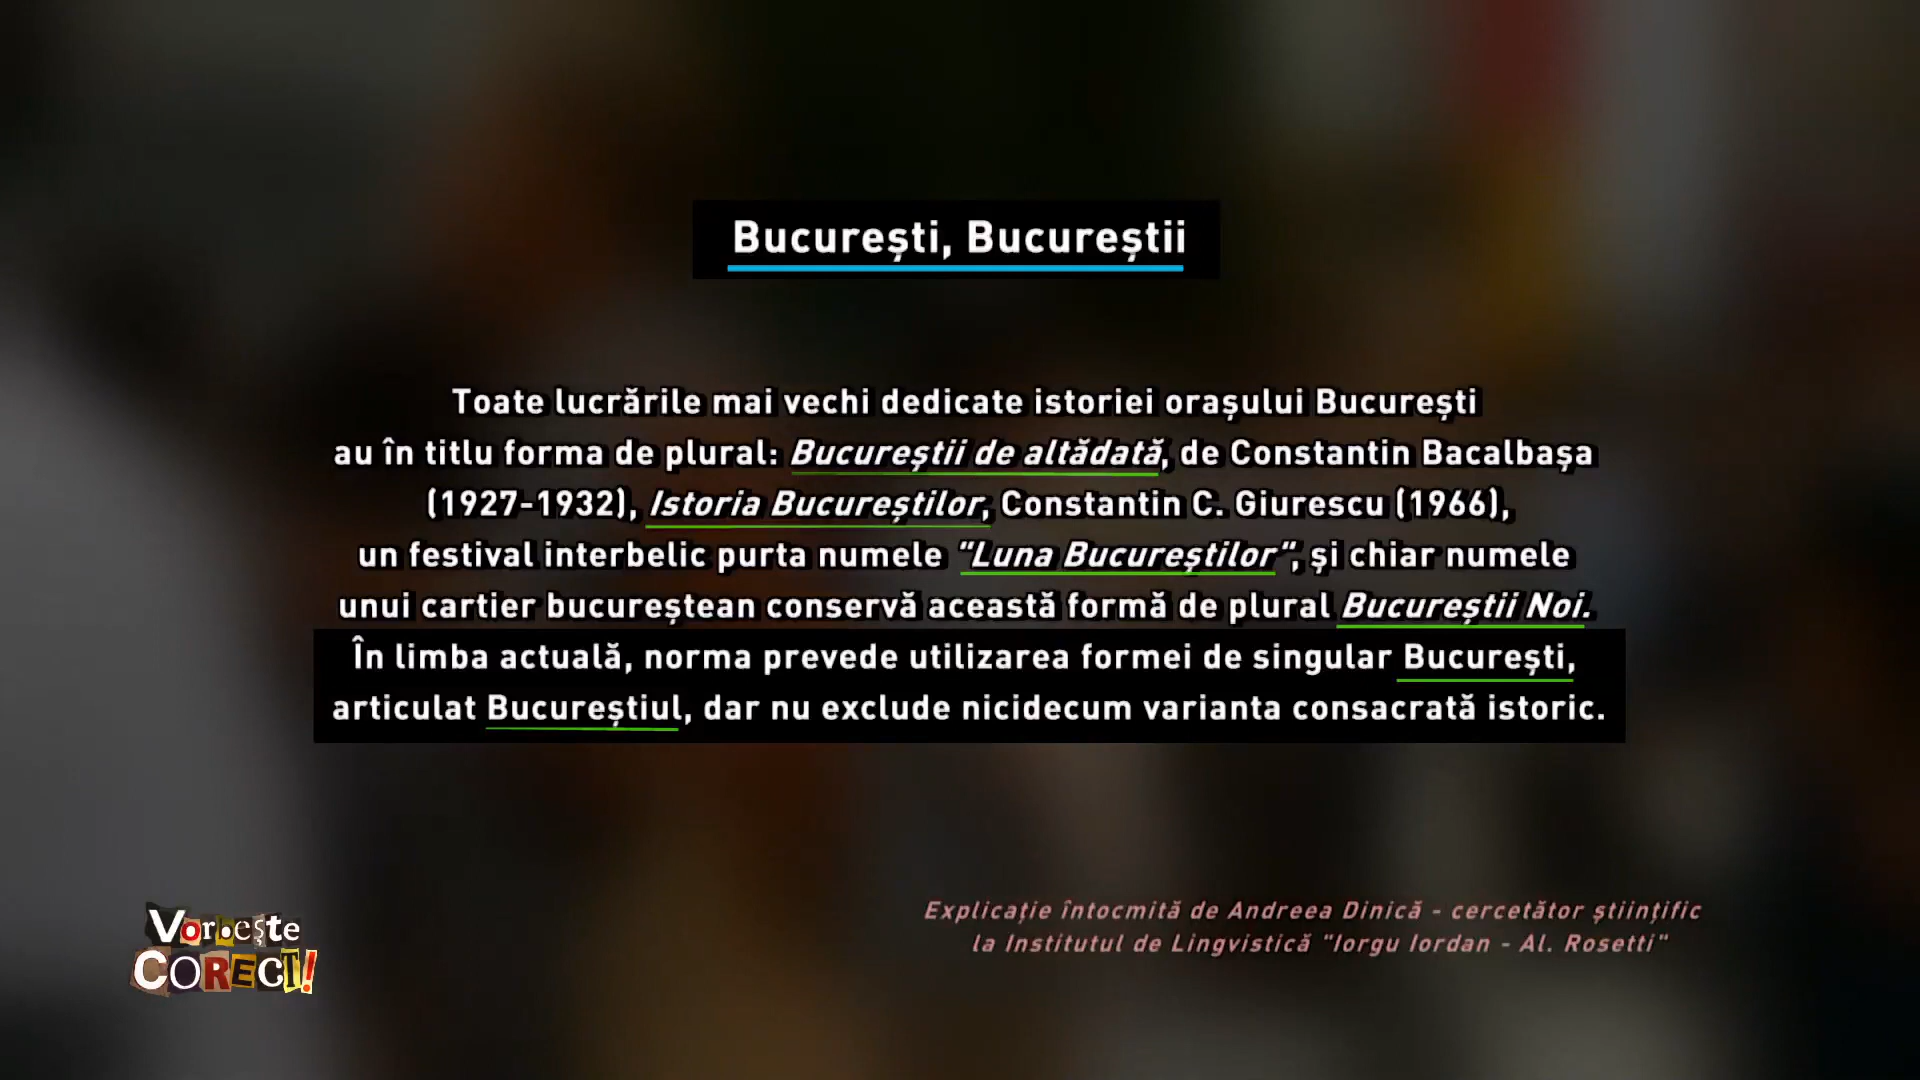 București, Bucureștii
Toate lucrările mai vechi dedicate istoriei orașului București
au în titlu forma de plural: Bucureștii de altădată, de Constantin Bacalbașa
(1927-1932), Istoria Bucureștilor, Constantin C. Giurescu (1966),
un festival interbelic purta numele “Luna Bucureștilor”, și chiar numele
unui cartier bucureștean conservă această formă de plural Bucureștii Noi.
În limba actuală, norma prevede utilizarea formei de singular București,
articulat Bucureștiul, dar nu exclude nicidecum varianta consacrată istoric.
Explicație întocmită de Andreea Dinică - cercetător științific
la Institutul de Lingvistică "Iorgu Iordan - Al. Rosetti"
Vorbește
CORECT!